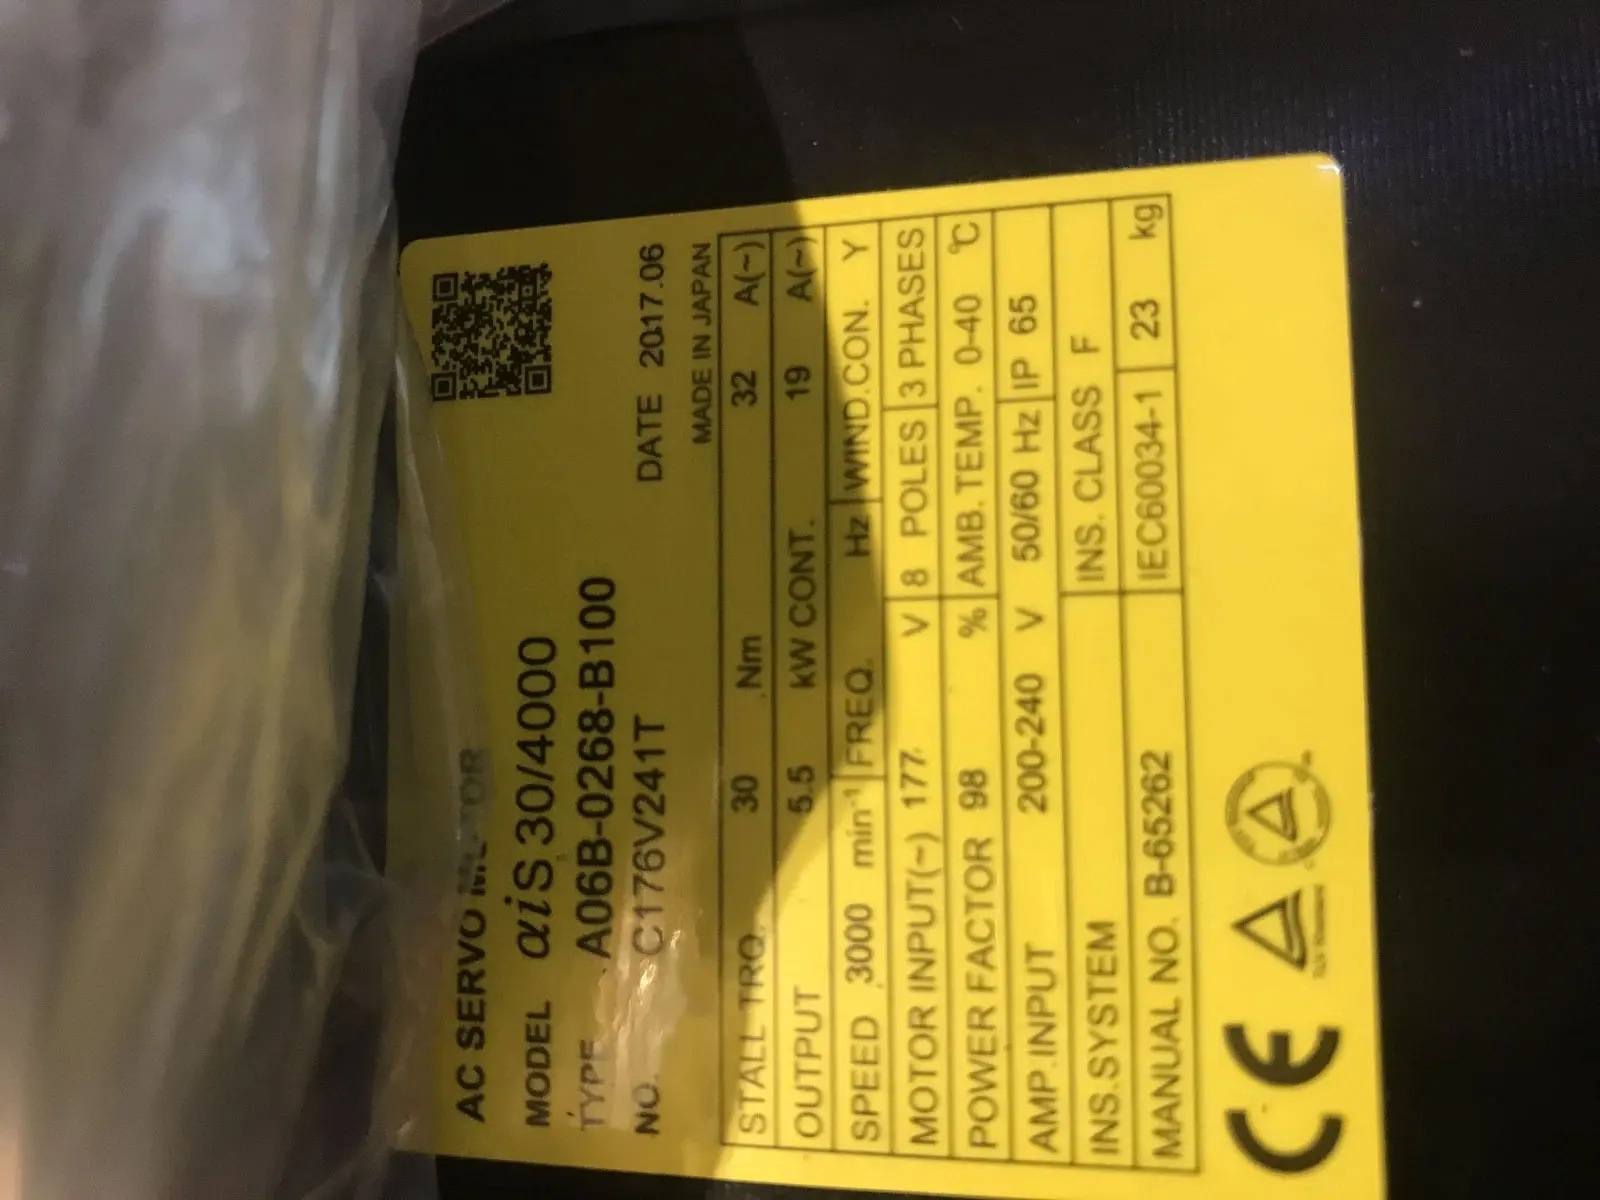 AC SERVO MOTOR
MODEL αiS 30/4000
TYPE A06B-0268-B100
NO. C176V241T DATE 2017.06
MADE IN JAPAN
STALL TRQ. 30 Nm 32 A(~)
OUTPUT 5.5 kW CONT. 19 A(~)
SPEED 3000 min-1 FREQ. Hz WIND.CON. Y
MOTOR INPUT(~) 177 V 8 POLES 3 PHASES
POWER FACTOR 98 % AMB. TEMP. 0-40 ℃
AMP. INPUT 200-240 V 50/60 Hz IP 65
INS.SYSTEM INS. CLASS F
MANUAL NO. B-65262 IEC60034-1 23 kg
CE